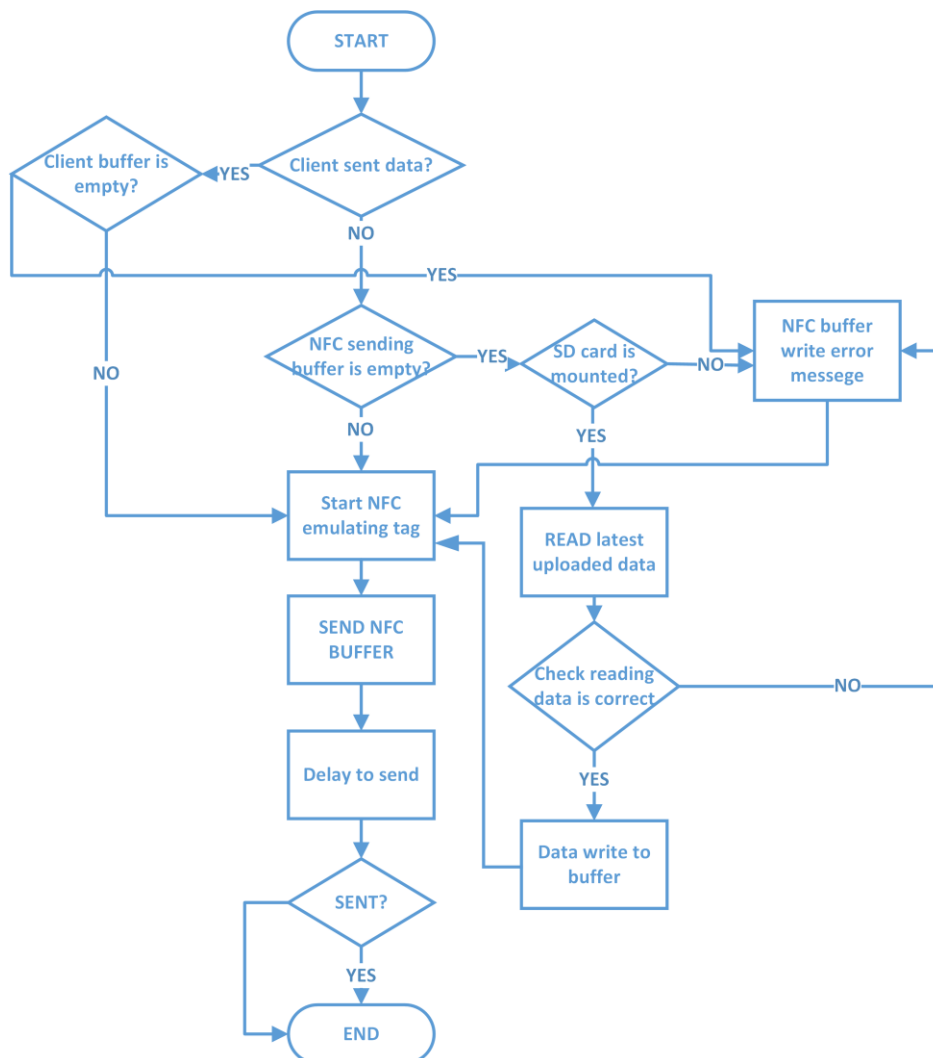 START
Client buffer is
empty?
YES
Client sent data?
NO
YES
NFC sending
buffer is empty?
YES
SD card is
mounted?
NO
NFC buffer
write error
messege
NO
NO
YES
Start NFC
emulating tag
READ latest
uploaded data
SEND NFC
BUFFER
Check reading
data is correct
NO
Delay to send
YES
Data write to
buffer
SENT?
YES
END